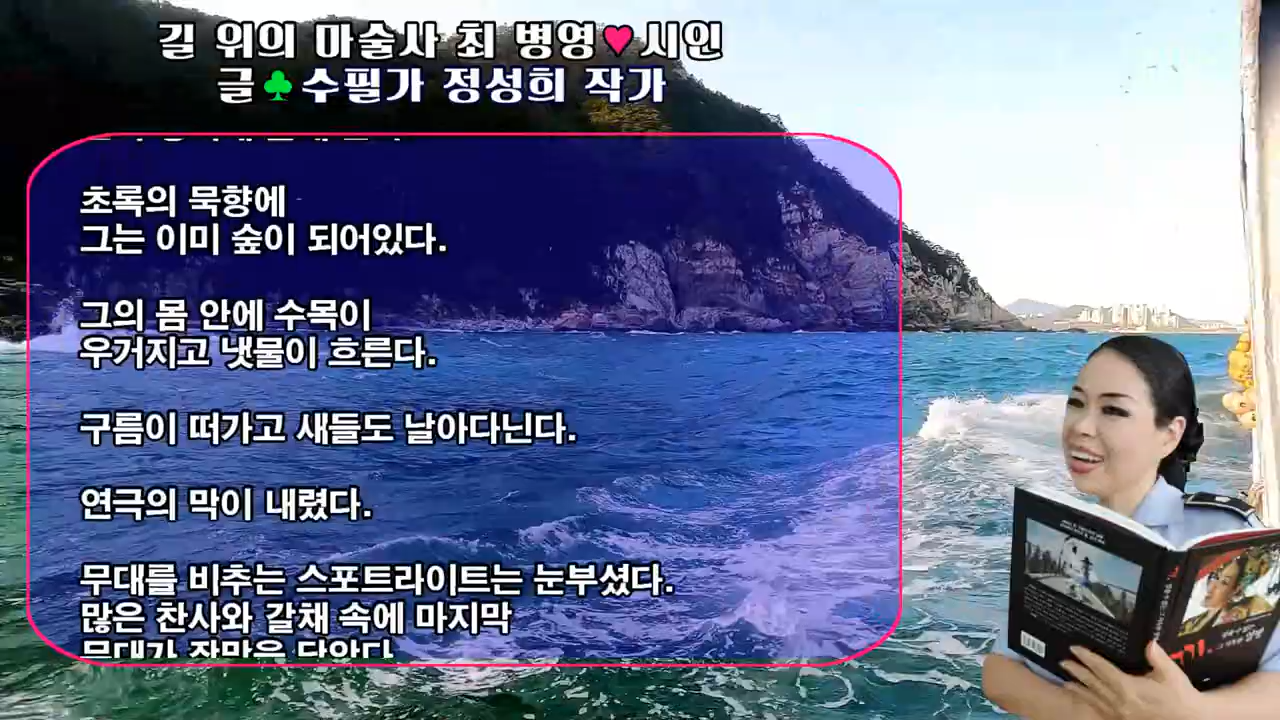 길 위의 마술사 최 병영♥시인
글♣수필가 정성희 작가
초록의 묵향에
그는 이미 숲이 되어있다.
그의 몸 안에 수목이
우거지고 냇물이 흐른다.
구름이 떠가고 새들도 날아다닌다.
연극의 막이 내렸다.
무대를 비추는 스포트라이트는 눈부셨다.
많은 찬사와 갈채 속에 마지막